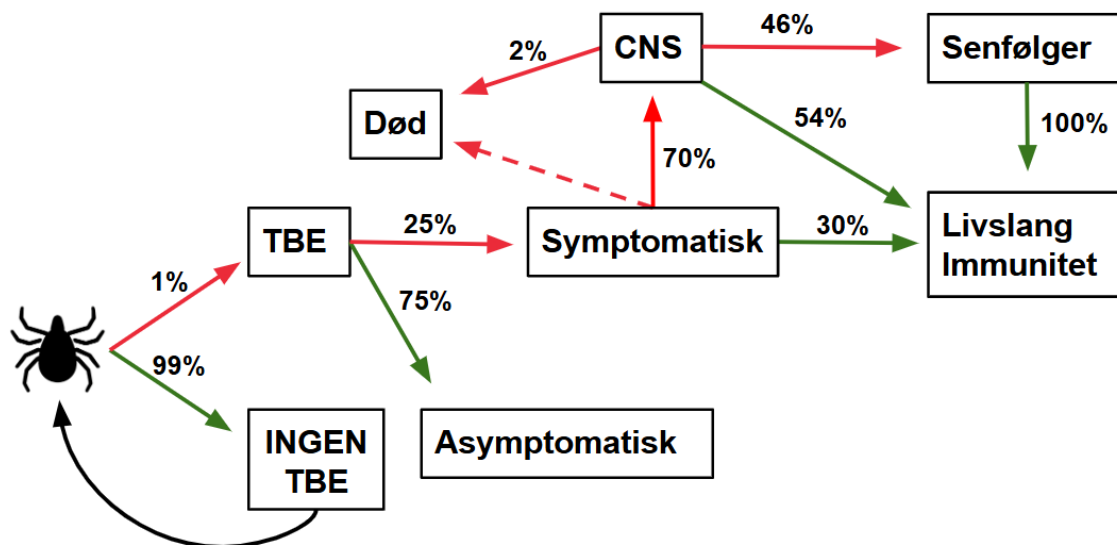 CNS
46%
Senfølger
2%
Død
54%
100%
70%
TBE
25%
Symptomatisk
30%
Livslang
Immunitet
1%
75%
99%
INGEN
TBE
Asymptomatisk